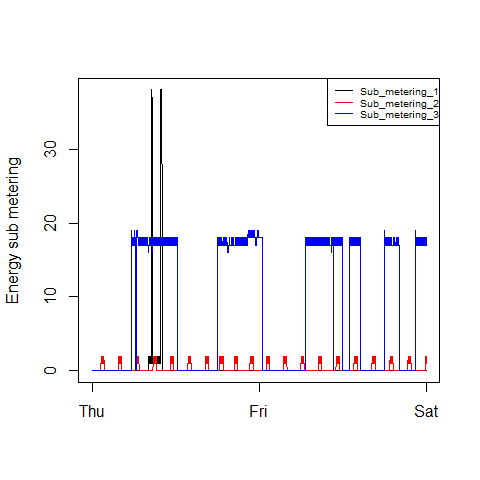 Sub_metering_1
Sub_metering_2
Sub_metering_3
Energy sub metering
30
20
10
0
Thu Fri Sat